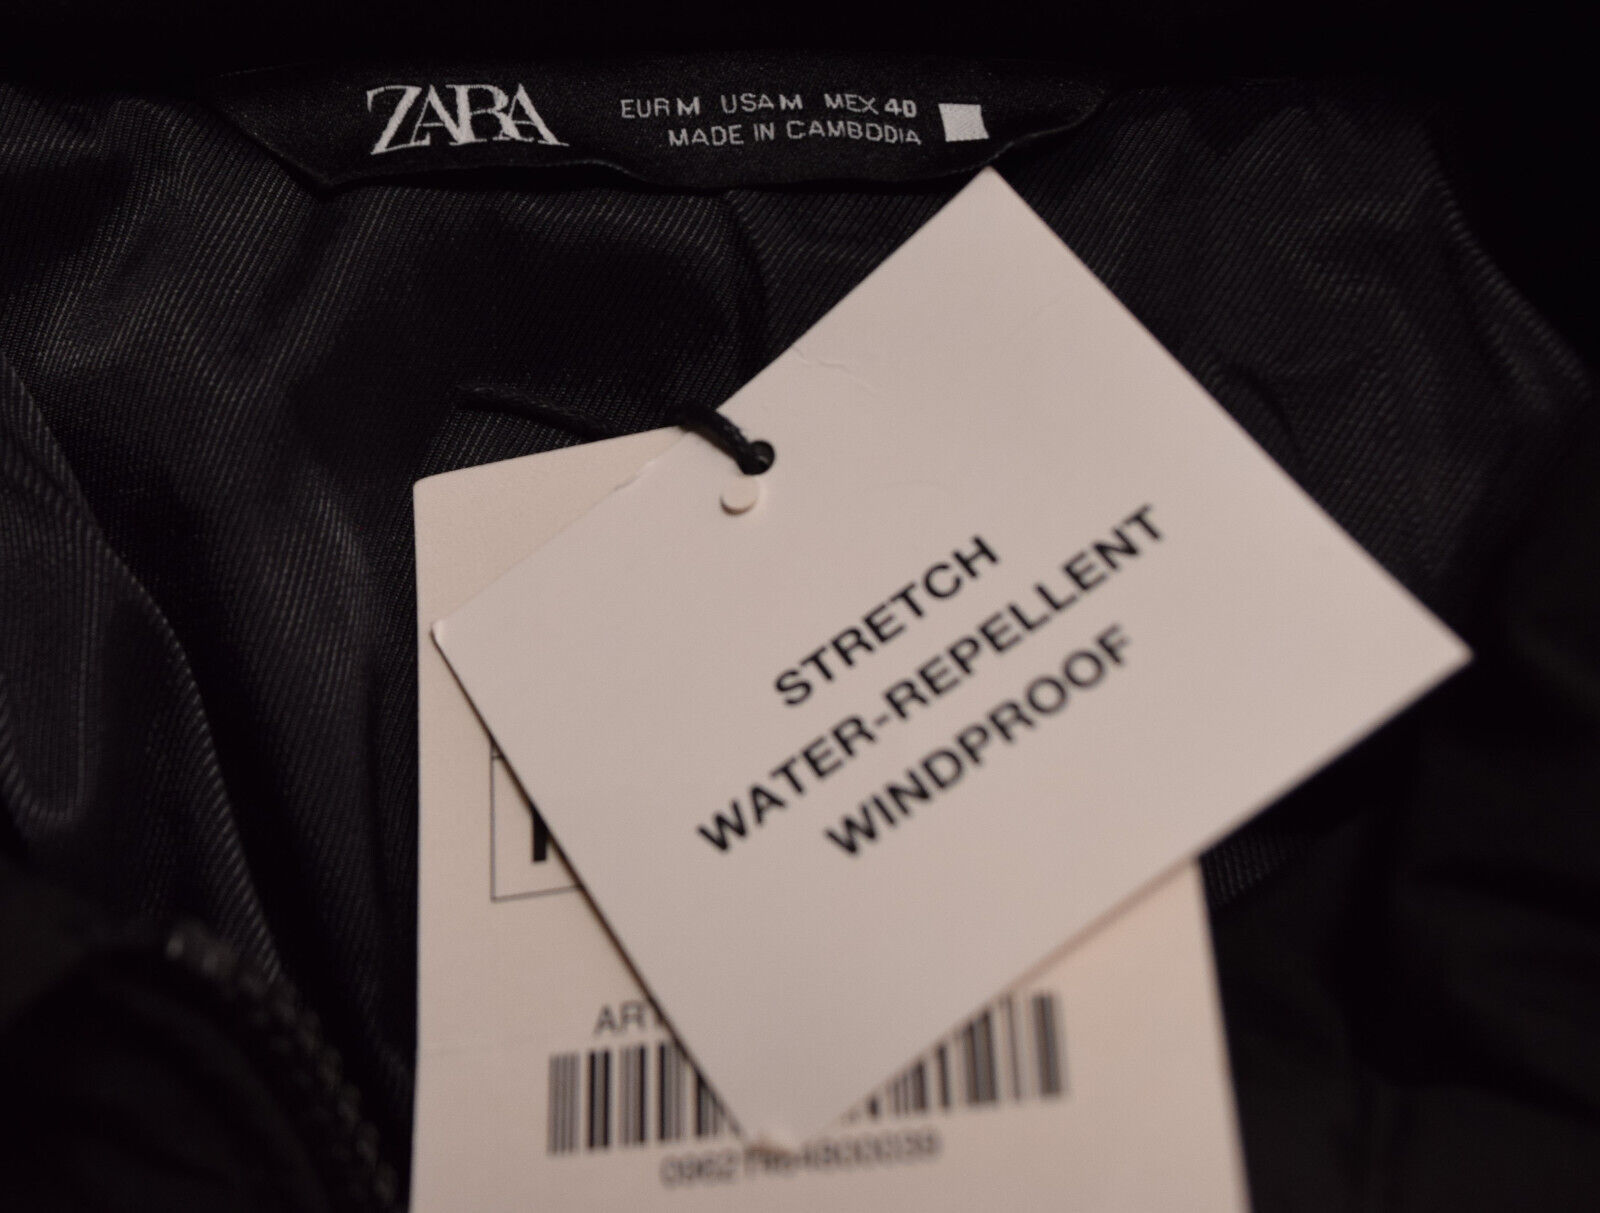 ZARA
EUR M USA M MEX 40
MADE IN CAMBODIA
STRETCH
WATER-REPELLENT
WINDPROOF